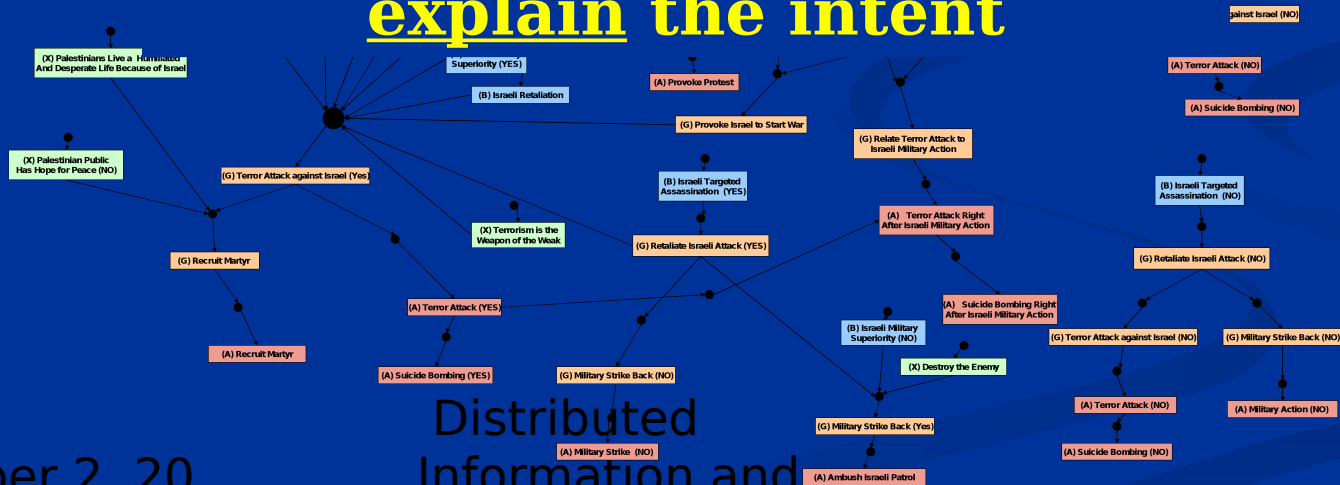 explain the intent
gainst Israel (NO)
(X) Palestinians Live a Humiliated
And Desperate Life Because of Israel
Superiority (YES)
(B) Israeli Retaliation
(A) Provoke Protest
(A) Terror Attack (NO)
(A) Suicide Bombing (NO)
(G) Provoke Israel to Start War
(G) Relate Terror Attack to
Israeli Military Action
(X) Palestinian Public
Has Hope for Peace (NO)
(G) Terror Attack against Israel (Yes)
(B) Israeli Targeted
Assassination (YES)
(B) Israeli Targeted
Assassination (NO)
(X) Terrorism is the
Weapon of the Weak
(A) Terror Attack Right
After Israeli Military Action
(G) Retaliate Israeli Attack (YES)
(G) Recruit Martyr
(G) Retaliate Israeli Attack (NO)
(A) Terror Attack (YES)
(A) Suicide Bombing Right
After Israeli Military Action
(B) Israeli Military
Superiority (NO)
(G) Terror Attack against Israel (NO)
(G) Military Strike Back (NO)
(A) Recruit Martyr
(X) Destroy the Enemy
(A) Suicide Bombing (YES)
(G) Military Strike Back (NO)
(A) Terror Attack (NO)
(A) Military Action (NO)
Distributed
(G) Military Strike Back (Yes)
(A) Military Strike (NO)
(A) Suicide Bombing (NO)
ber 2, 20
Information and
(A) Ambush Israeli Patrol